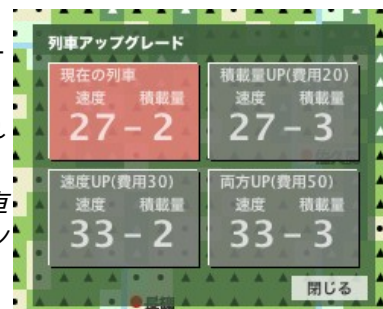 列車アップグレード
現在の列車
速度 積載量
27-2
積載量UP(費用20)
速度 積載量
27-3
速度UP(費用30)
速度 積載量
33-2
両方UP(費用50)
速度 積載量
33-3
閉じる